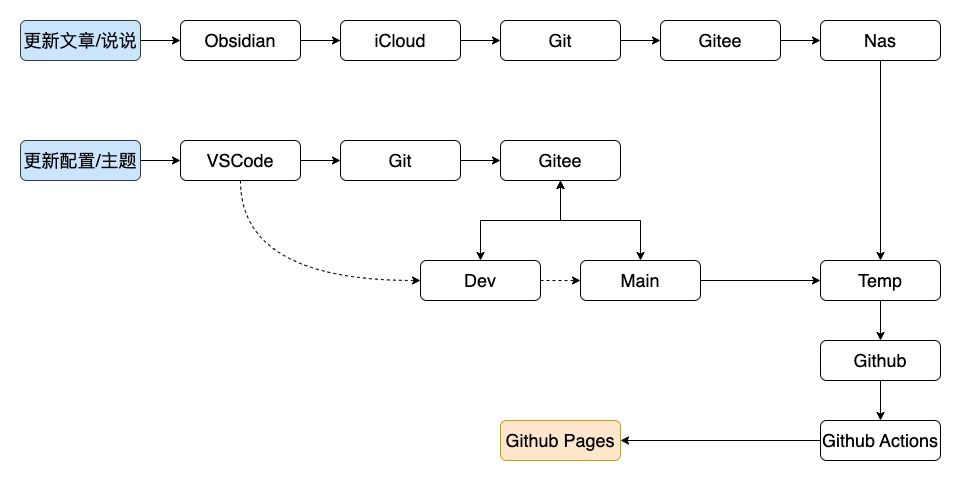 更新文章/说说
Obsidian
iCloud
Git
Gitee
Nas
更新配置/主题
VSCode
Git
Gitee
Dev
Main
Temp
Github
Github Pages
Github Actions